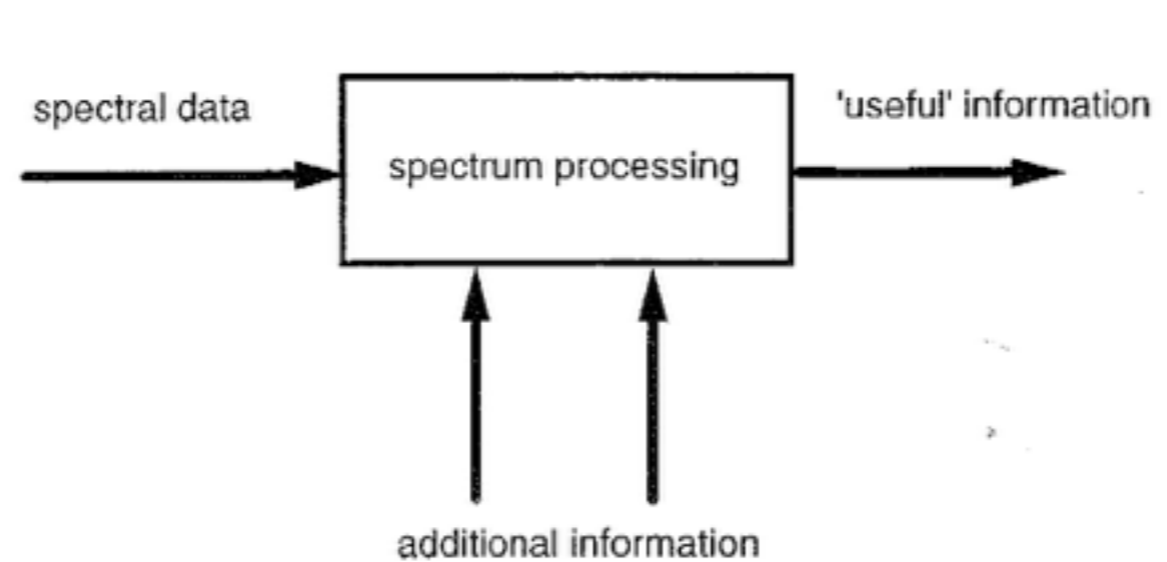 spectral data
'useful' information
spectrum processing
additional information